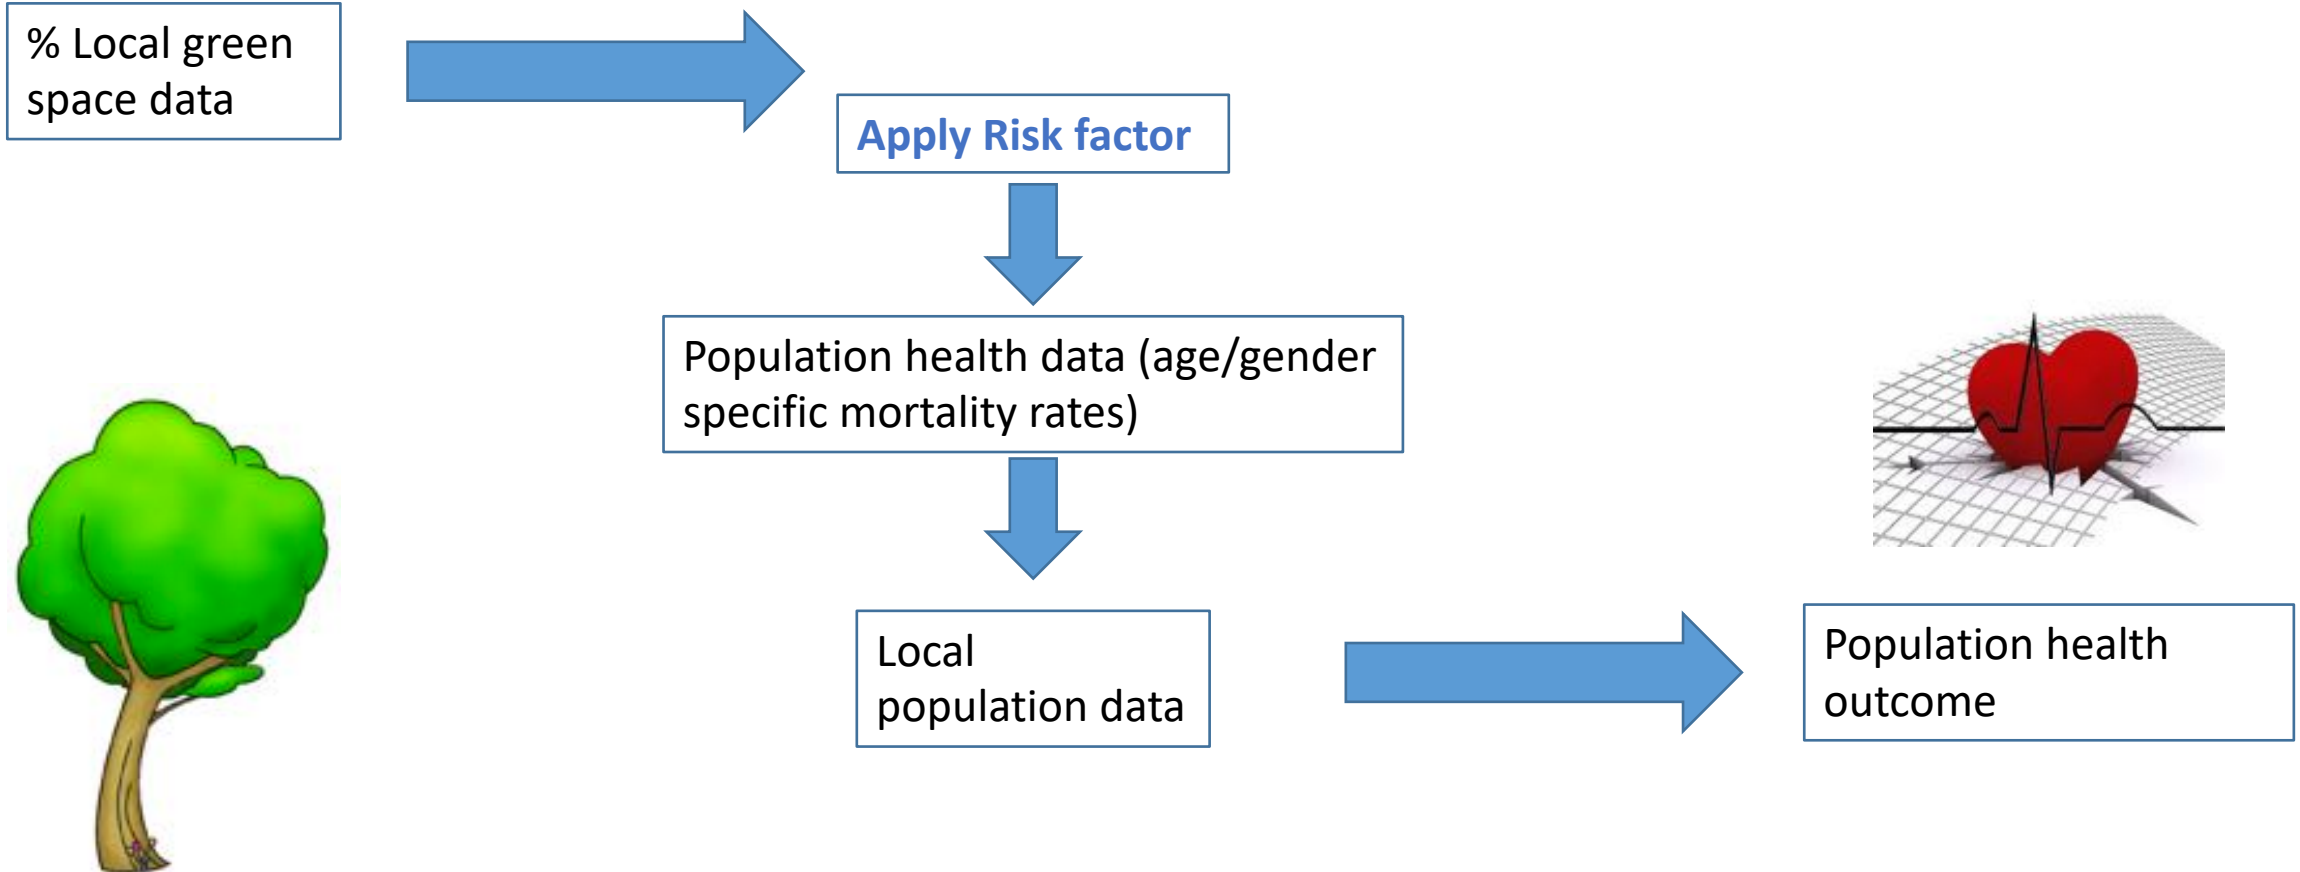 % Local green
space data
Apply Risk factor
Population health data (age/gender
specific mortality rates)
Local
population data
Population health
outcome